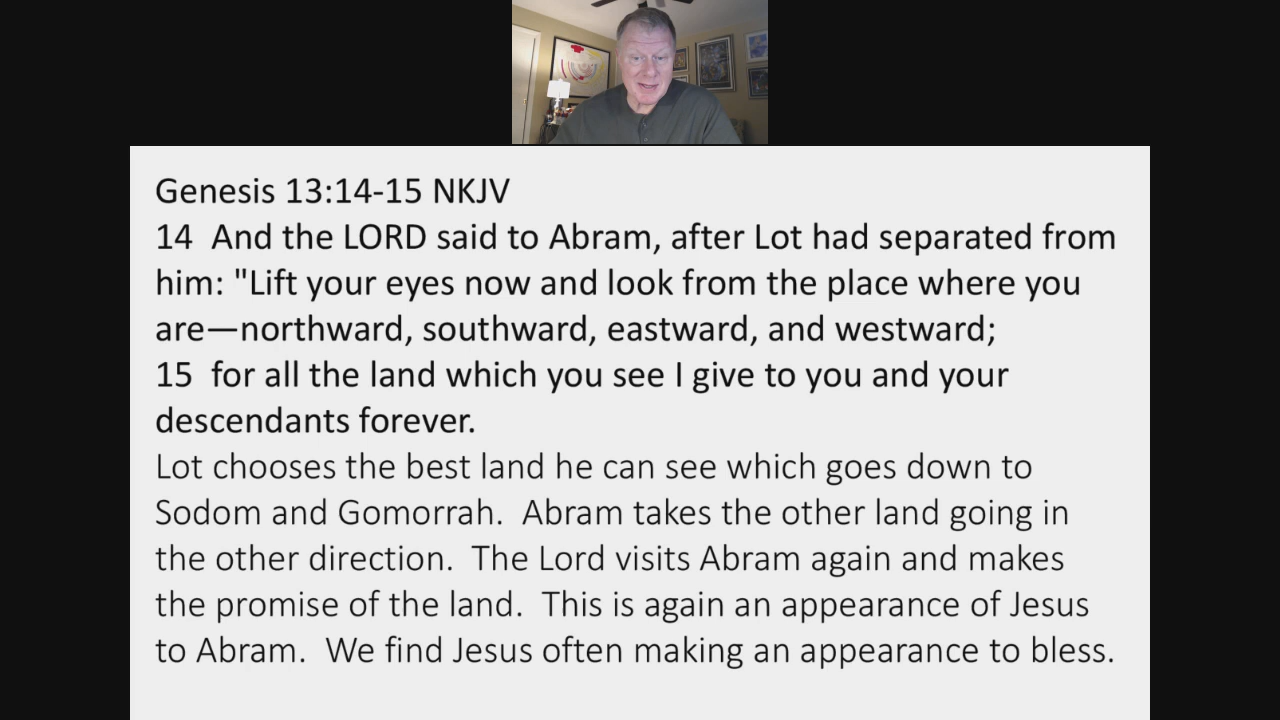 Genesis 13:14-15 NKJV
14  And the LORD said to Abram, after Lot had separated from
him: "Lift your eyes now and look from the place where you
are—northward, southward, eastward, and westward;
15  for all the land which you see I give to you and your
descendants forever.
Lot chooses the best land he can see which goes down to
Sodom and Gomorrah.  Abram takes the other land going in
the other direction.  The Lord visits Abram again and makes
the promise of the land.  This is again an appearance of Jesus
to Abram.  We find Jesus often making an appearance to bless.